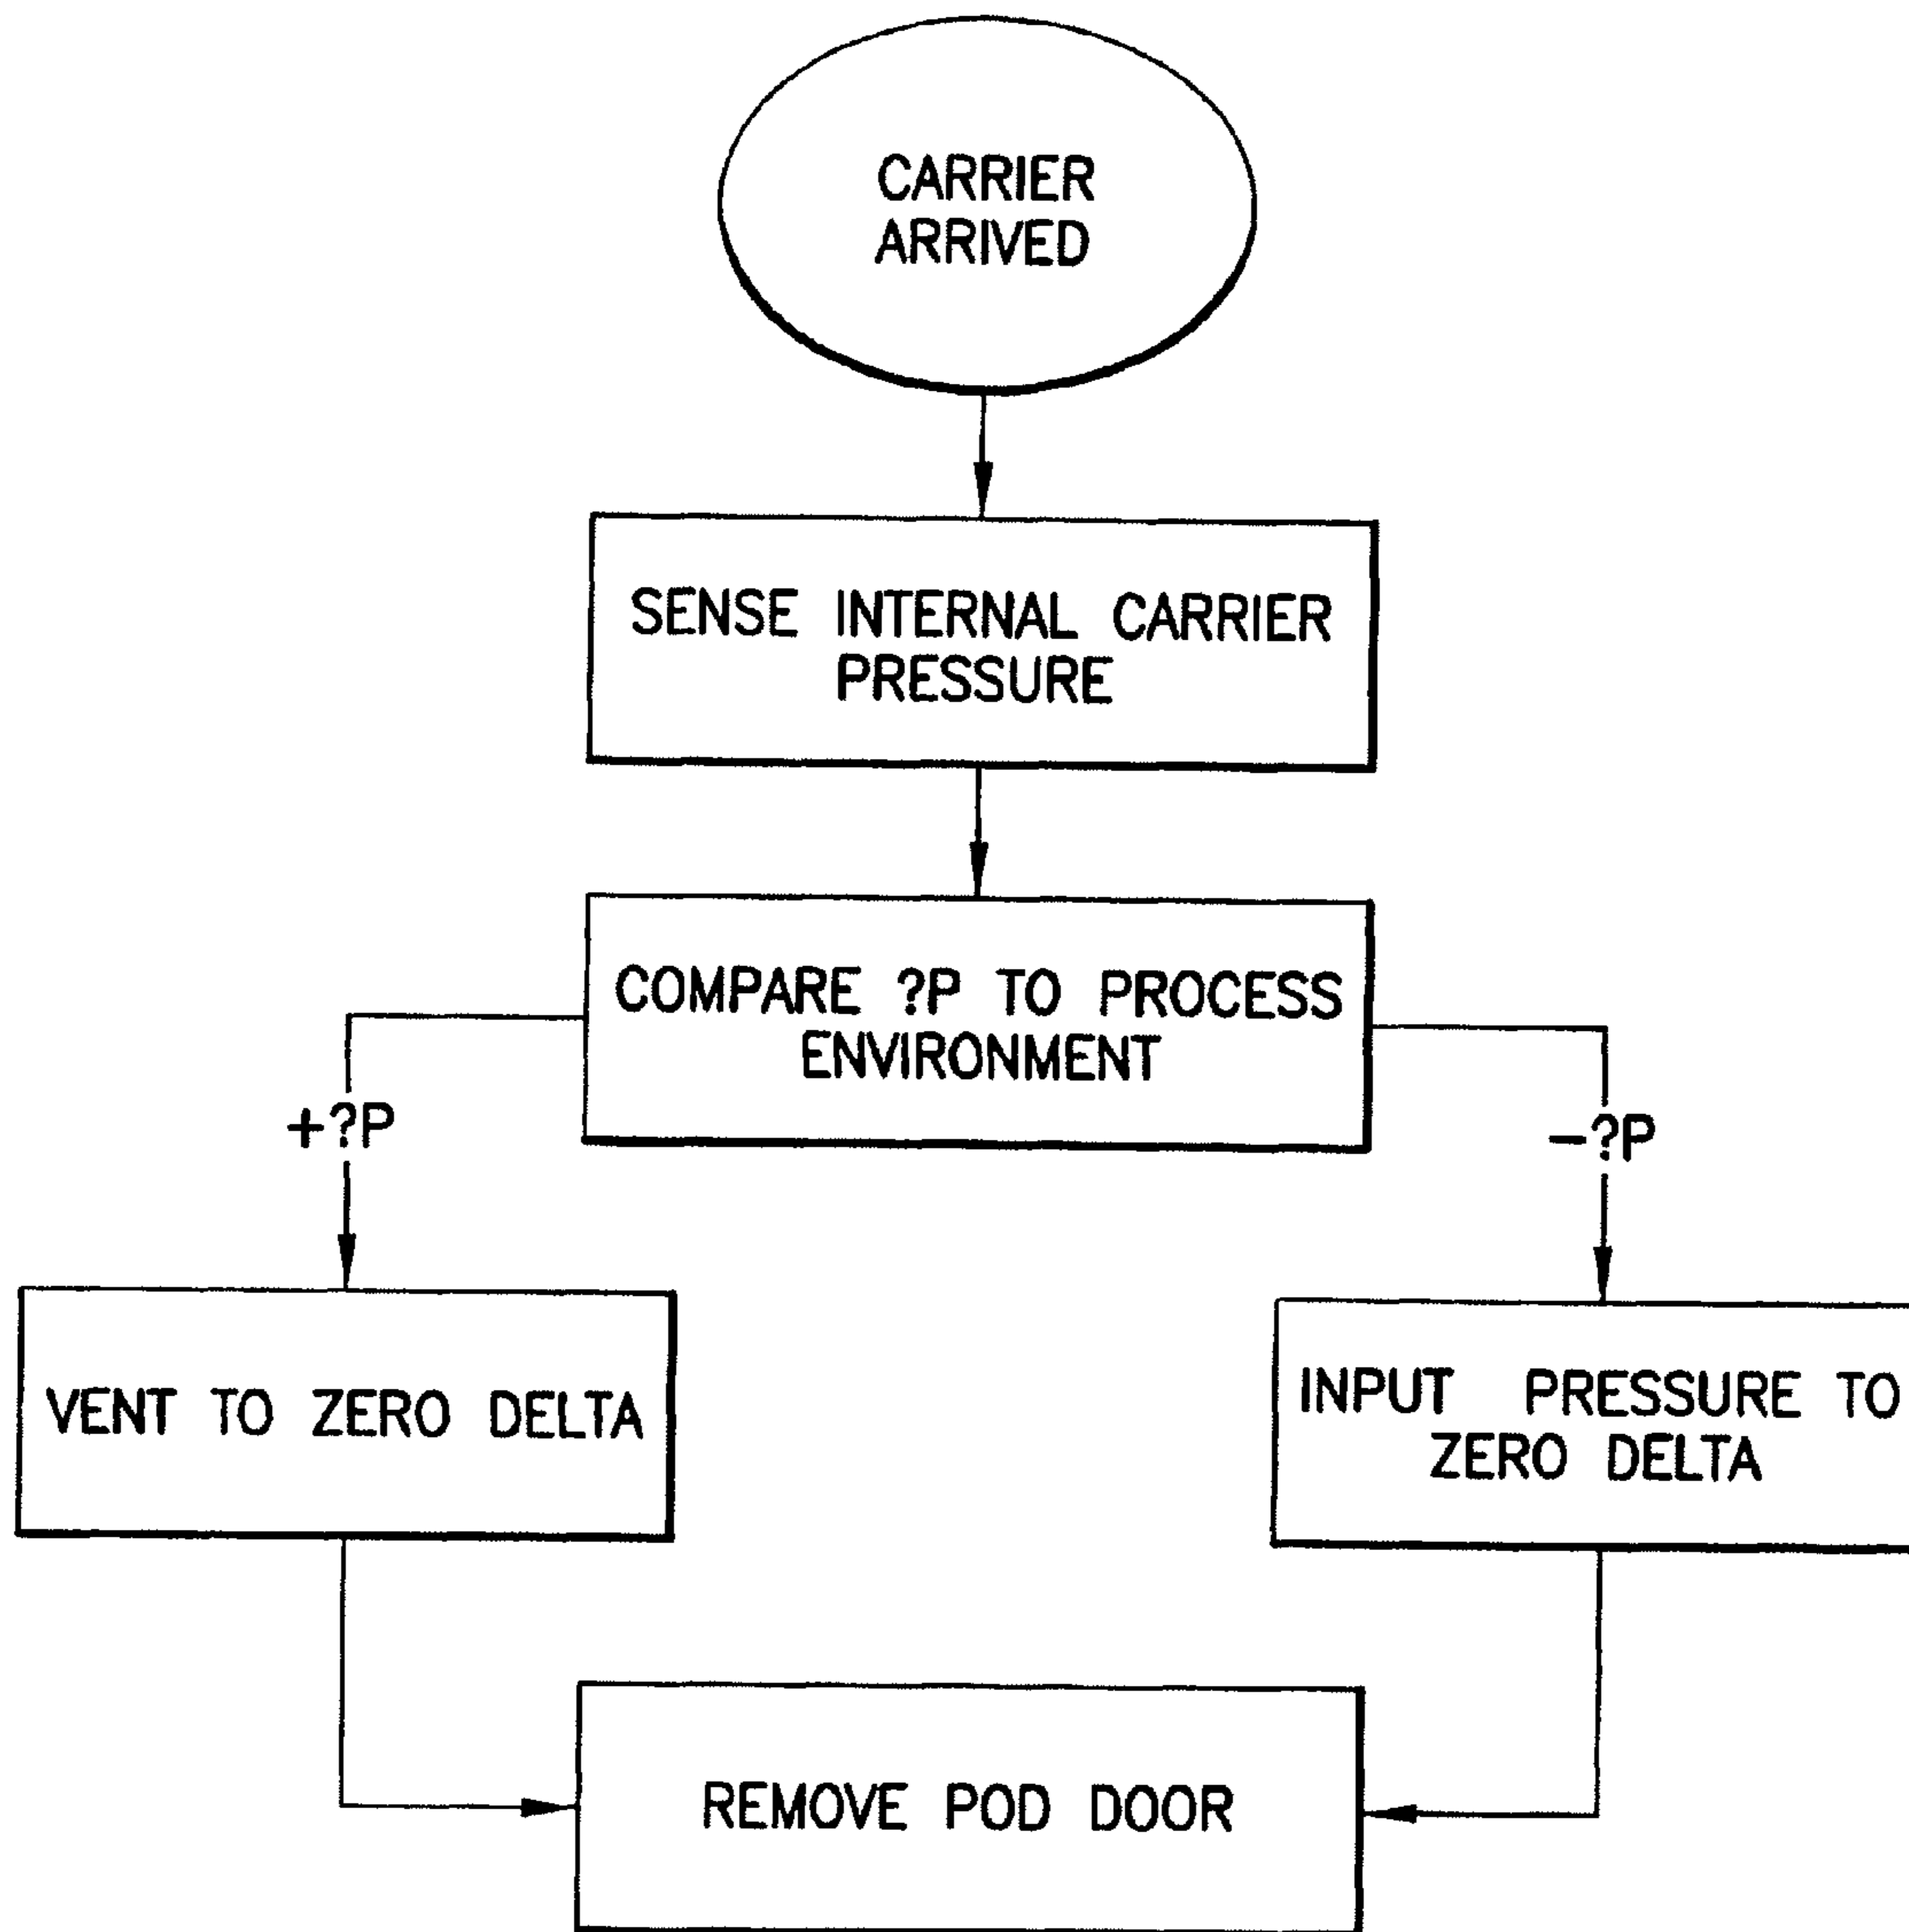 CARRIER
ARRIVED
SENSE INTERNAL CARRIER
PRESSURE
COMPARE ?P TO PROCESS
ENVIRONMENT
+?P
-?P
VENT TO ZERO DELTA
INPUT PRESSURE TO
ZERO DELTA
REMOVE POD DOOR